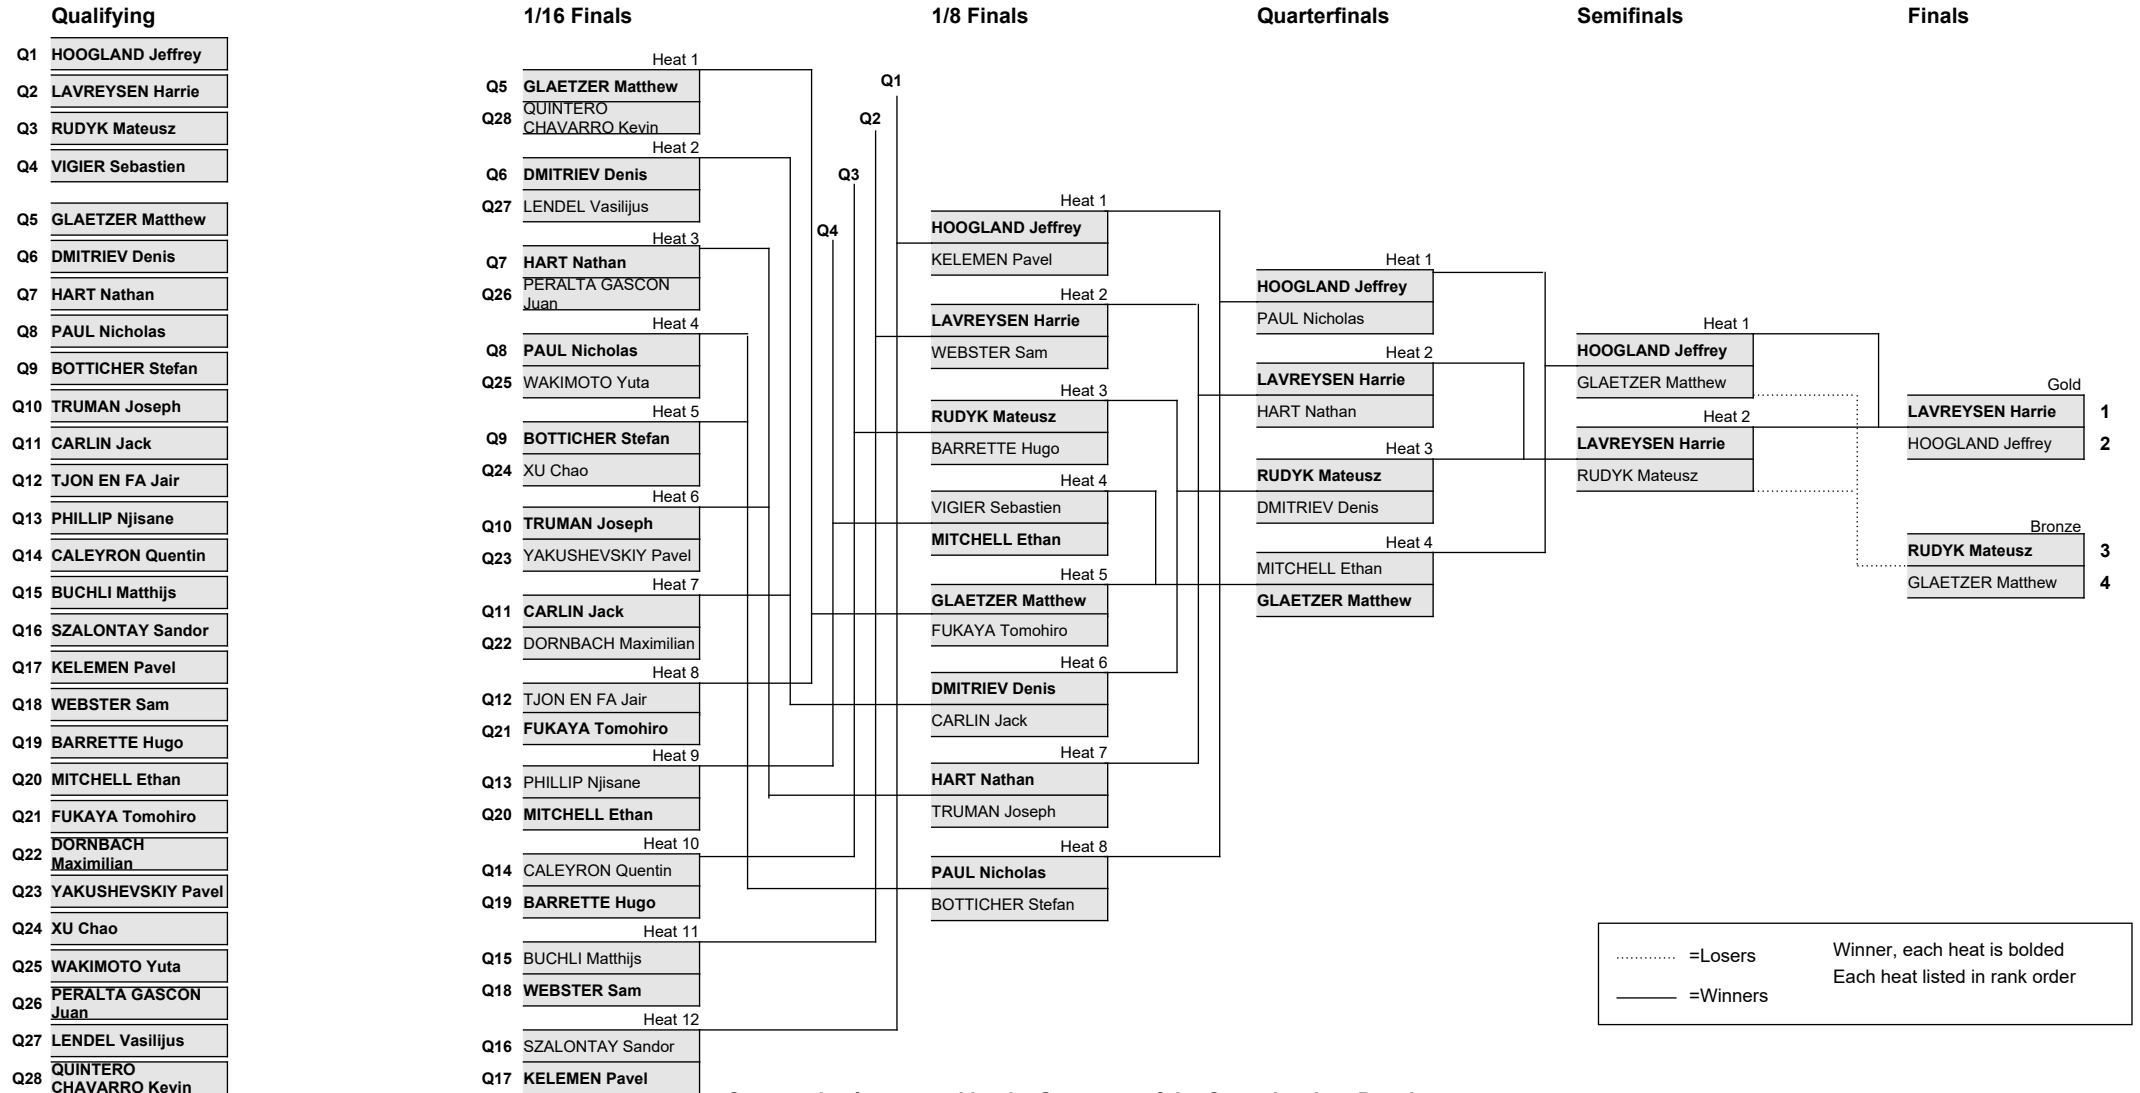 Qualifying
1/16 Finals
1/8 Finals
Quarterfinals
Semifinals
Finals
Q1 HOOGLAND Jeffrey
Q2 LAVREYSEN Harrie
Q3 RUDYK Mateusz
Q4 VIGIER Sebastien
Q5 GLAETZER Matthew
Q6 DMITRIEV Denis
Q7 HART Nathan
Q8 PAUL Nicholas
Q9 BOTTICHER Stefan
Q10 TRUMAN Joseph
Q11 CARLIN Jack
Q12 TJON EN FA Jair
Q13 PHILLIP Njisane
Q14 CALEYRON Quentin
Q15 BUCHLI Matthijs
Q16 SZALONTAY Sandor
Q17 KELEMEN Pavel
Q18 WEBSTER Sam
Q19 BARRETTE Hugo
Q20 MITCHELL Ethan
Q21 FUKAYA Tomohiro
Q22 DORNBACH
Maximilian
Q23 YAKUSHEVSKIY Pavel
Q24 XU Chao
Q25 WAKIMOTO Yuta
Q26 PERALTA GASCON
Juan
Q27 LENDEL Vasilijus
Q28 QUINTERO
CHAVARRO Kevin
Heat 1
Q5 GLAETZER Matthew
Q28 QUINTERO
CHAVARRO Kevin
Heat 2
Q6 DMITRIEV Denis
Q27 LENDEL Vasilijus
Heat 3
Q7 HART Nathan
Q26 PERALTA GASCON
Juan
Heat 4
Q8 PAUL Nicholas
Q25 WAKIMOTO Yuta
Heat 5
Q9 BOTTICHER Stefan
Q24 XU Chao
Heat 6
Q10 TRUMAN Joseph
Q23 YAKUSHEVSKIY Pavel
Heat 7
Q11 CARLIN Jack
Q22 DORNBACH Maximilian
Heat 8
Q12 TJON EN FA Jair
Q21 FUKAYA Tomohiro
Heat 9
Q13 PHILLIP Njisane
Q20 MITCHELL Ethan
Heat 10
Q14 CALEYRON Quentin
Q19 BARRETTE Hugo
Heat 11
Q15 BUCHLI Matthijs
Q18 WEBSTER Sam
Heat 12
Q16 SZALONTAY Sandor
Q17 KELEMEN Pavel
Q1
Q2
Q3
Q4
Heat 1
HOOGLAND Jeffrey
KELEMEN Pavel
Heat 2
LAVREYSEN Harrie
WEBSTER Sam
Heat 3
RUDYK Mateusz
BARRETTE Hugo
Heat 4
VIGIER Sebastien
MITCHELL Ethan
Heat 5
GLAETZER Matthew
FUKAYA Tomohiro
Heat 6
DMITRIEV Denis
CARLIN Jack
Heat 7
HART Nathan
TRUMAN Joseph
Heat 8
PAUL Nicholas
BOTTICHER Stefan
Heat 1
HOOGLAND Jeffrey
PAUL Nicholas
Heat 2
LAVREYSEN Harrie
HART Nathan
Heat 3
RUDYK Mateusz
DMITRIEV Denis
Heat 4
MITCHELL Ethan
GLAETZER Matthew
Heat 1
HOOGLAND Jeffrey
GLAETZER Matthew
Heat 2
LAVREYSEN Harrie
RUDYK Mateusz
Gold
LAVREYSEN Harrie 1
HOOGLAND Jeffrey 2
Bronze
RUDYK Mateusz 3
GLAETZER Matthew 4
=Losers
=Winners
Winner, each heat is bolded
Each heat listed in rank order